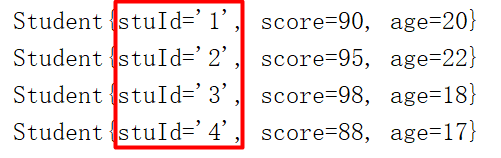 Student{stuId='1', score=90, age=20}
Student{stuId='2', score=95, age=22}
Student{stuId='3', score=98, age=18}
Student{stuId='4', score=88, age=17}